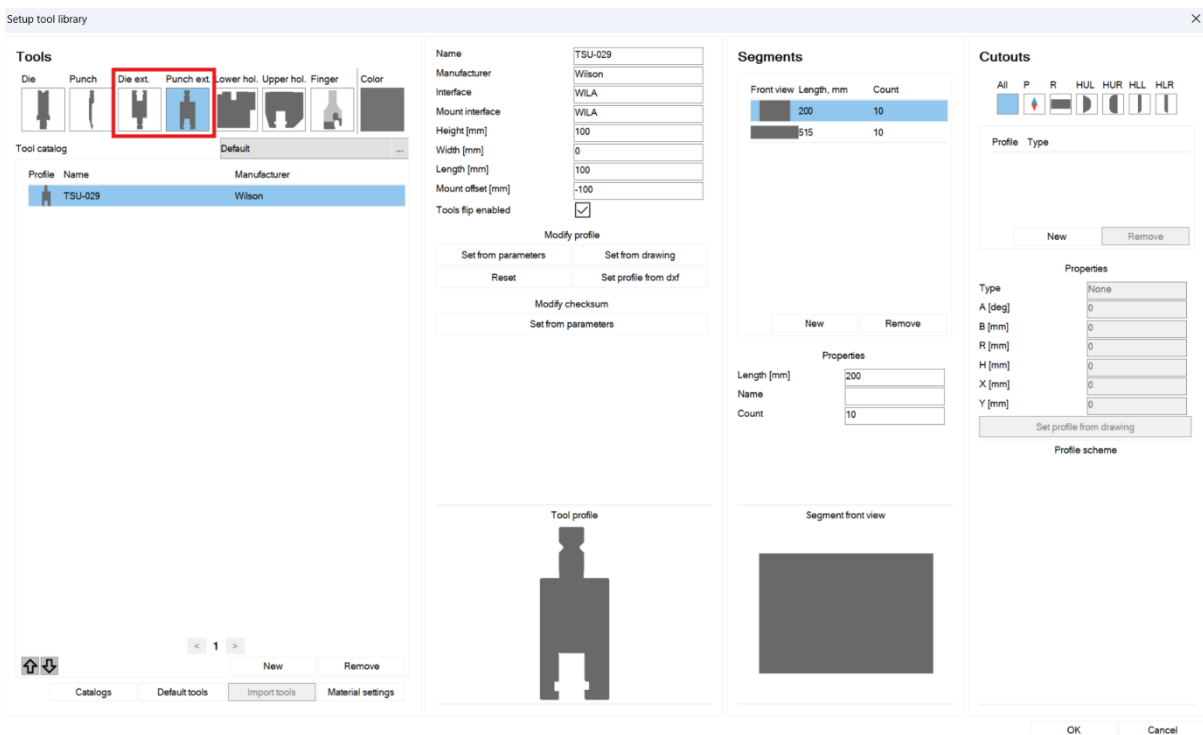 Setup tool library
Tools
Die Punch Die ext. Punch ext. Lower hol. Upper hol. Finger Color
Tool catalog Default ...
Profile Name Manufacturer
TSU-029 Wilson
< 1 >
New Remove
Catalogs Default tools Import tools Material settings
Name TSU-029
Manufacturer Wilson
Interface WILA
Mount interface WILA
Height [mm] 100
Width [mm] 0
Length [mm] 100
Mount offset [mm] -100
Tools flip enabled
Modify profile
Set from parameters Set from drawing
Reset Set profile from dxf
Modify checksum
Set from parameters
Tool profile
Segments
Front view Length, mm Count
200 10
515 10
New Remove
Properties
Length [mm] 200
Name
Count 10
Segment front view
Cutouts
All P R HUL HUR HLL HLR
Profile Type
New Remove
Properties
Type None
A [deg] 0
B [mm] 0
R [mm] 0
H [mm] 0
X [mm] 0
Y [mm] 0
Set profile from drawing
Profile scheme
OK Cancel